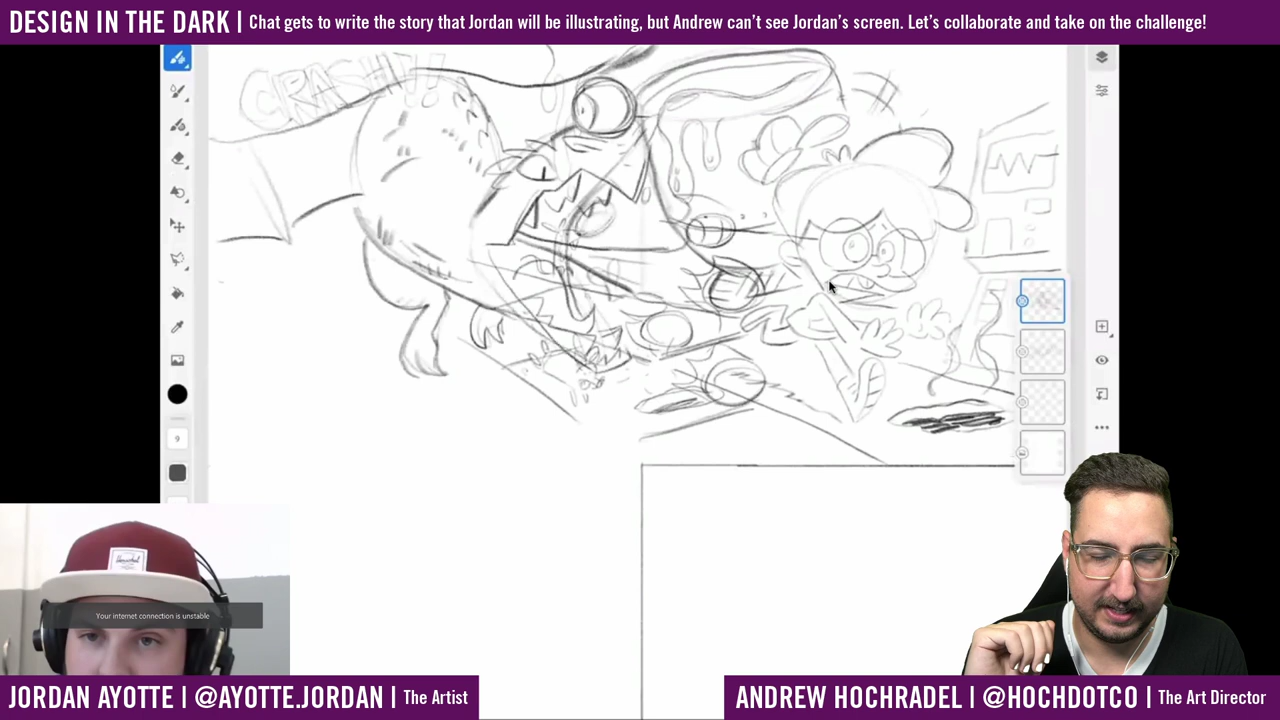 DESIGN IN THE DARK | Chat gets to write the story that Jordan will be illustrating, but Andrew can't see Jordan's screen. Let's collaborate and take on the challenge!
CRASH!!
9
Herschel
Your internet connection is unstable
JORDAN AYOTTE | @AYOTTE.JORDAN | The Artist
ANDREW HOCHRADEL | @HOCHDOTCO | The Art Director